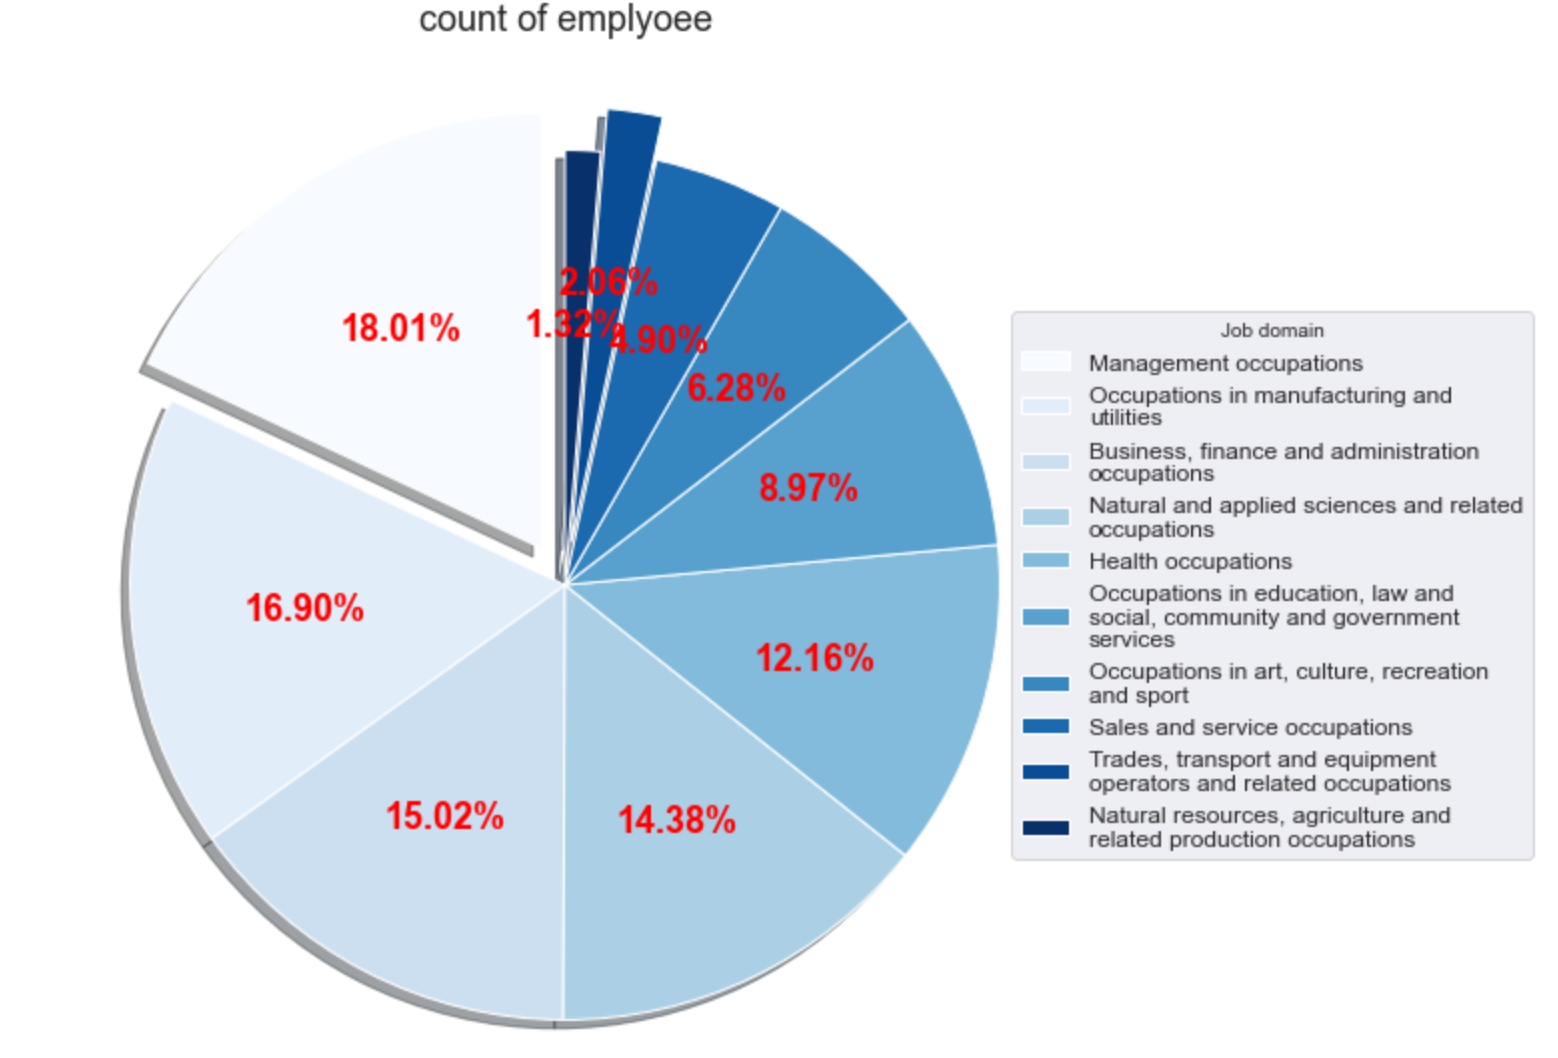 count of emplyoee
2.06%
18.01%
1.32%
4.90%
6.28%
8.97%
16.90%
12.16%
15.02%
14.38%
Job domain
Management occupations
Occupations in manufacturing and
utilities
Business, finance and administration
occupations
Natural and applied sciences and related
occupations
Health occupations
Occupations in education, law and
social, community and government
services
Occupations in art, culture, recreation
and sport
Sales and service occupations
Trades, transport and equipment
operators and related occupations
Natural resources, agriculture and
related production occupations